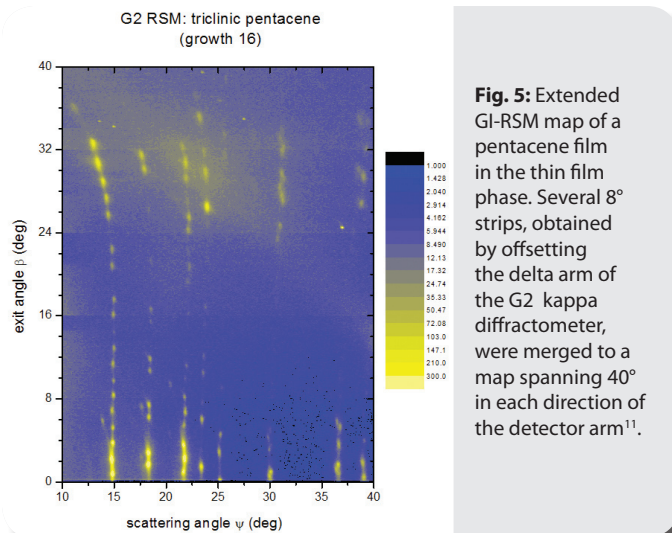 G2 RSM: triclinic pentacene
(growth 16)
40
32
24
16
8
0
exit angle β (deg)
10
15
20
25
30
35
40
scattering angle ψ (deg)
1.000
1.428
2.040
2.914
4.162
5.944
8.490
12.13
17.32
24.74
35.33
50.47
72.08
103.0
147.1
210.0
300.0
Fig. 5: Extended
GI-RSM map of a
pentacene film
in the thin film
phase. Several 8°
strips, obtained
by offsetting
the delta arm of
the G2 kappa
diffractometer,
were merged to a
map spanning 40°
in each direction of
the detector arm¹¹.